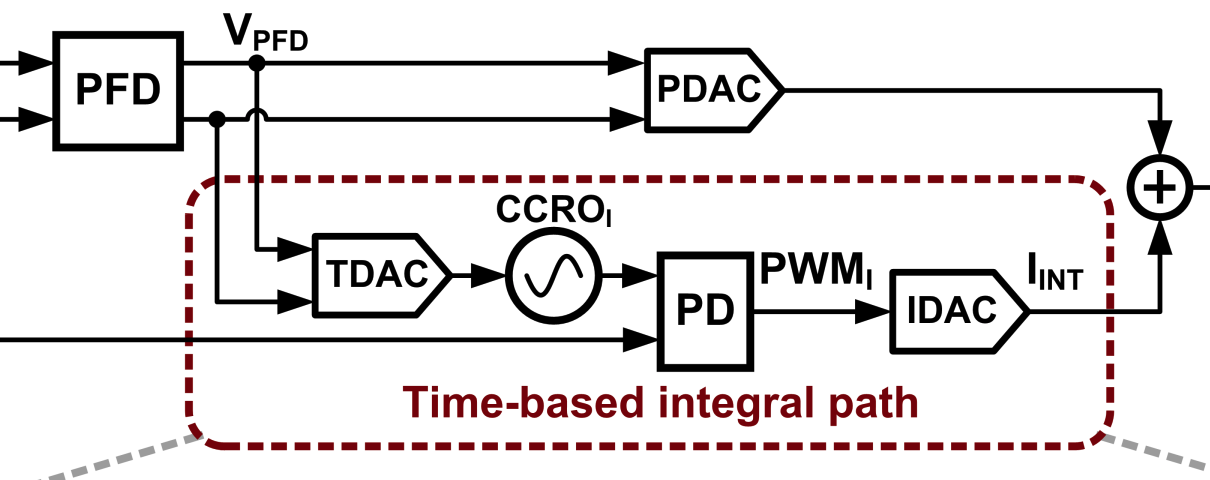 V_PFD
PFD
PDAC
+
CCRO_I
TDAC
PD
PWM_I
IDAC
I_INT
Time-based integral path